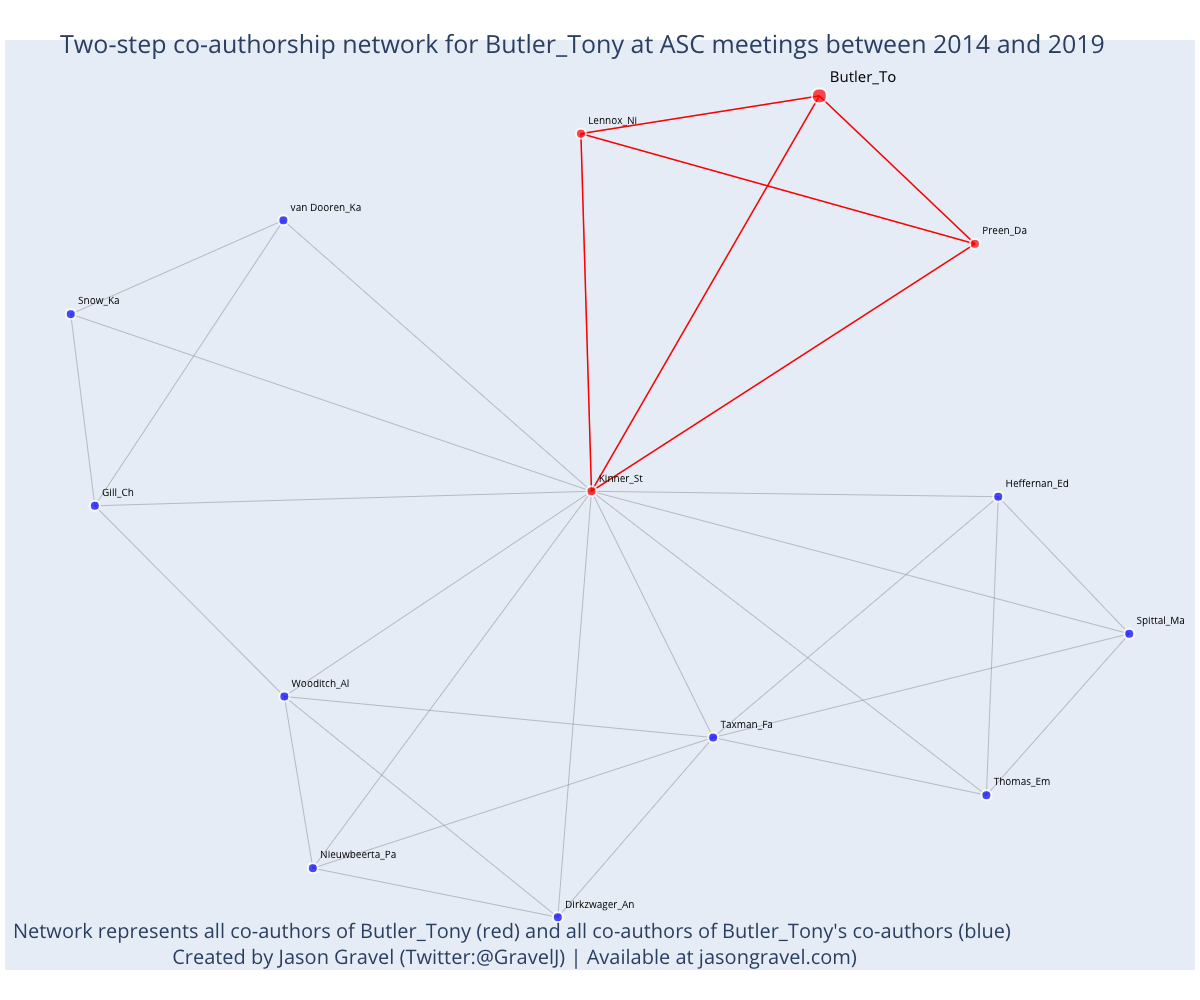 Two-step co-authorship network for Butler_Tony at ASC meetings between 2014 and 2019
Butler_To
Lennox_Ni
van Dooren_Ka
Preen_Da
Snow_Ka
Kinner_St
Gill_Ch
Heffernan_Ed
Spittal_Ma
Wooditch_Al
Taxman_Fa
Thomas_Em
Nieuwbeerta_Pa
Dirkzwager_An
Network represents all co-authors of Butler_Tony (red) and all co-authors of Butler_Tony's co-authors (blue)
Created by Jason Gravel (Twitter:@GravelJ) | Available at jasongravel.com)